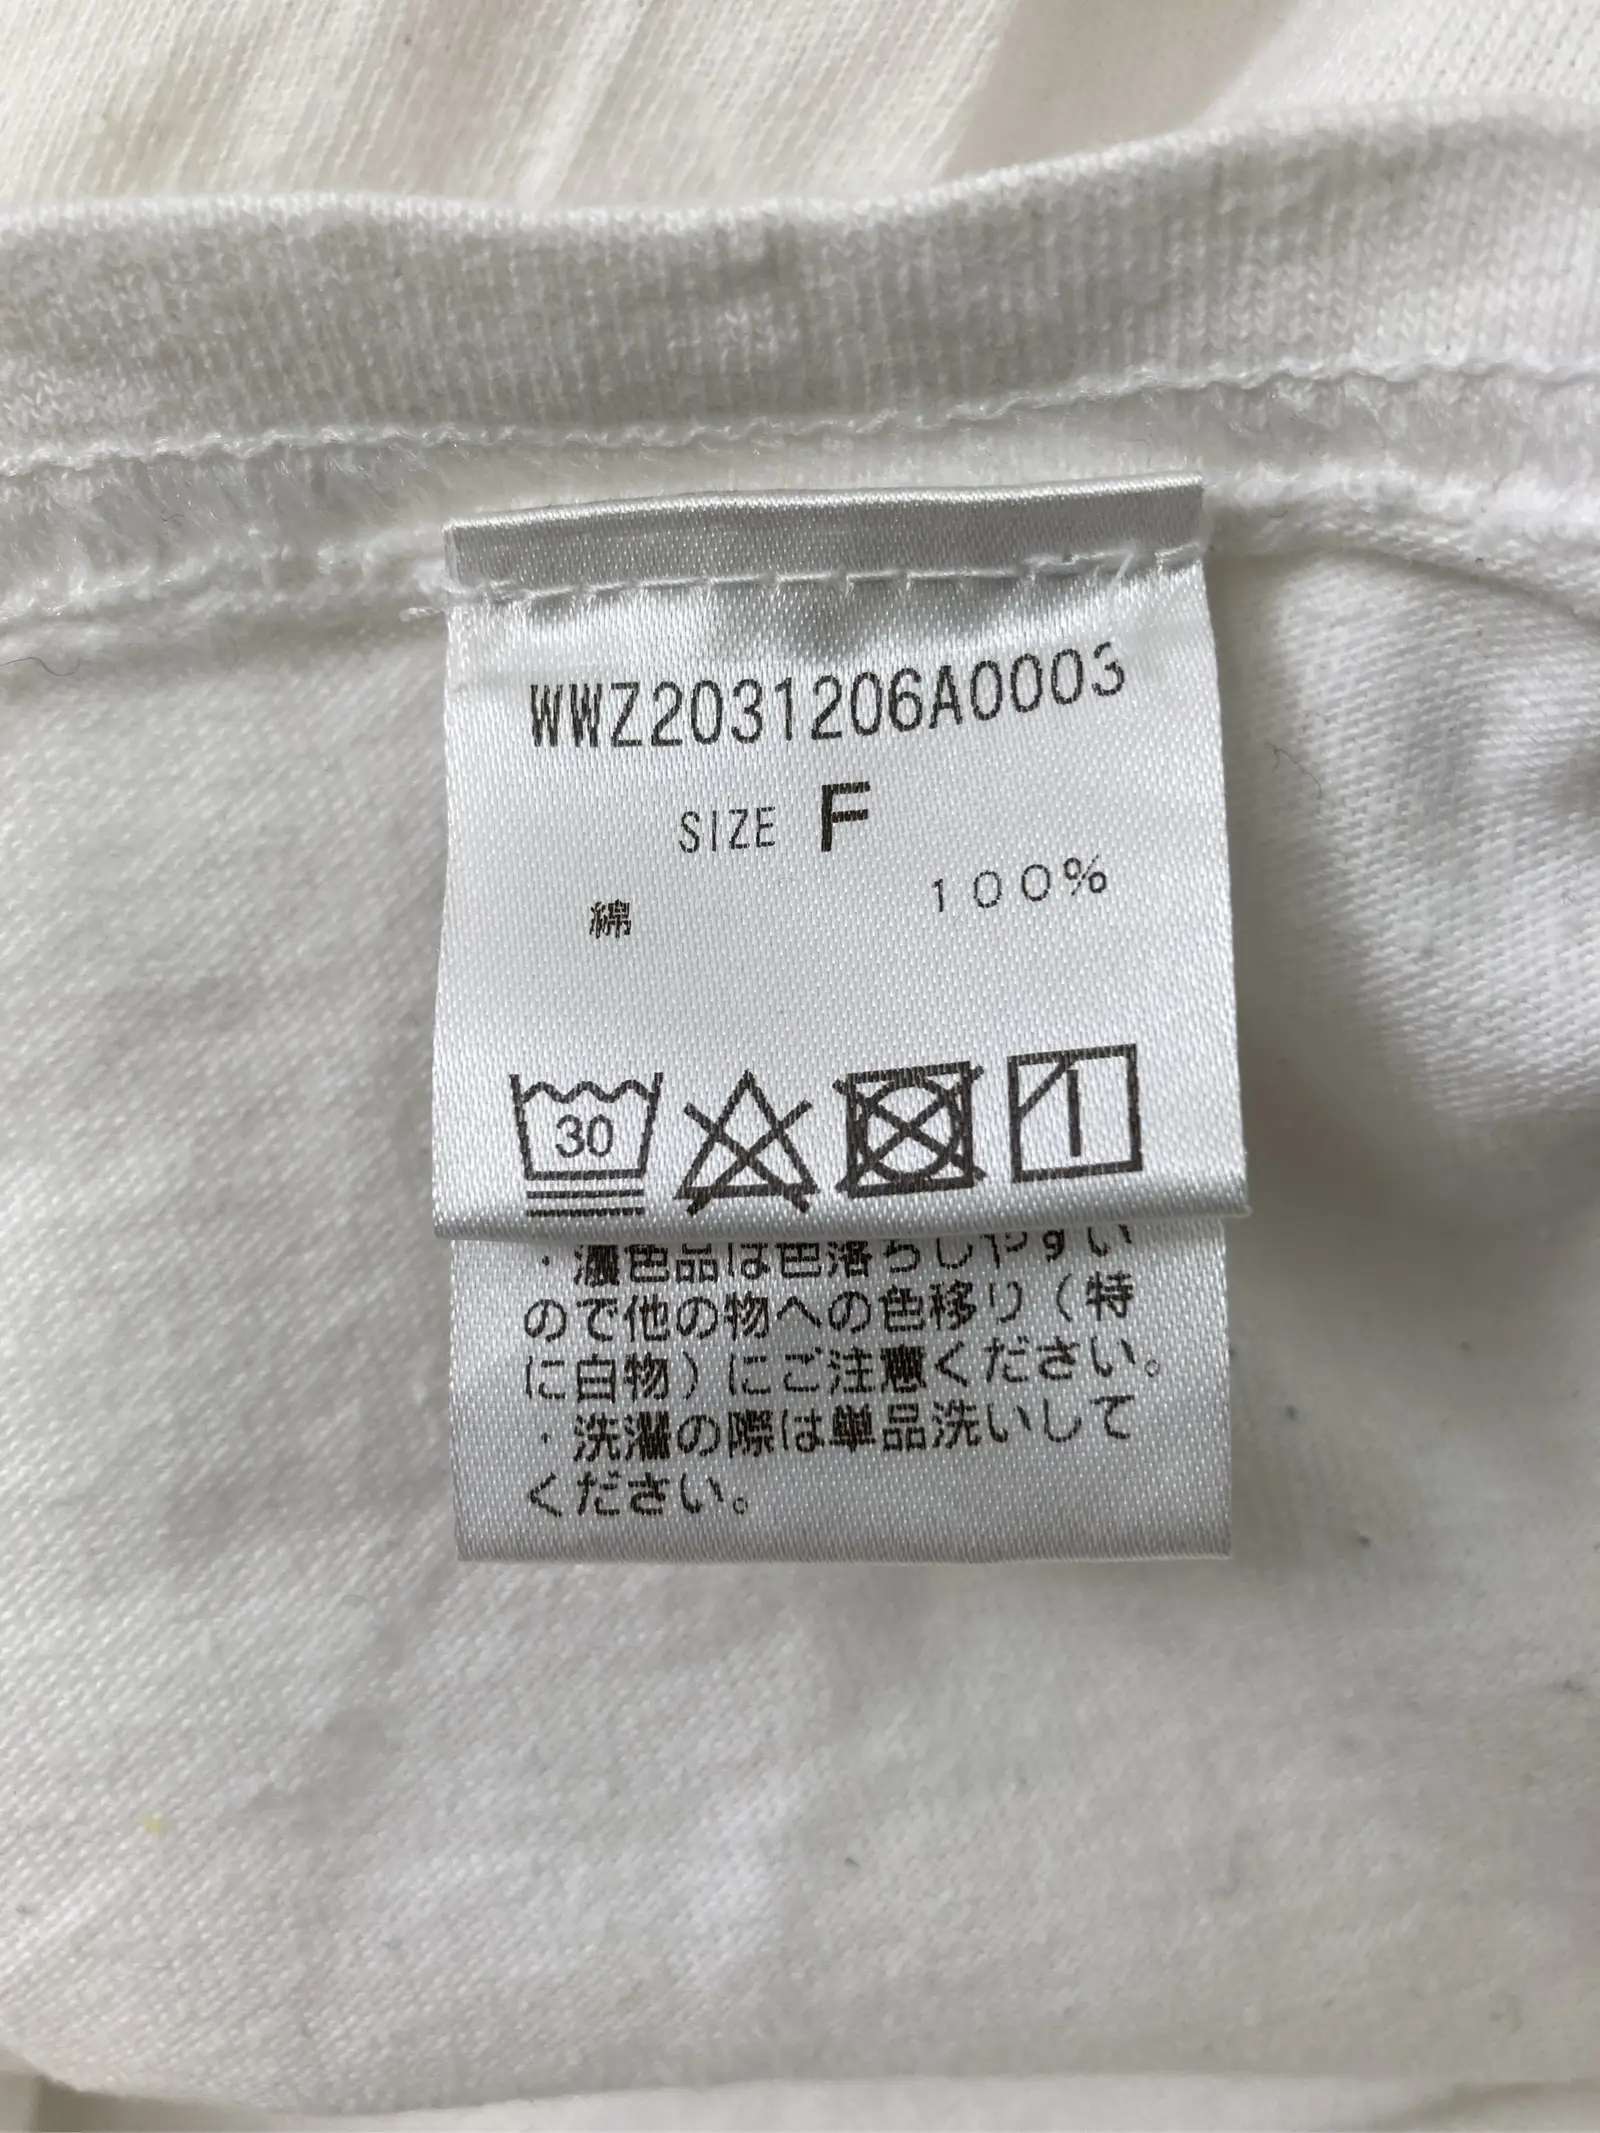 WWZ2031206A0003
SIZE F
綿 100%
30
・濃色品は色落ちしやすい
ので他の物への色移り（特
に白物）にご注意ください。
・洗濯の際は単品洗いして
ください。